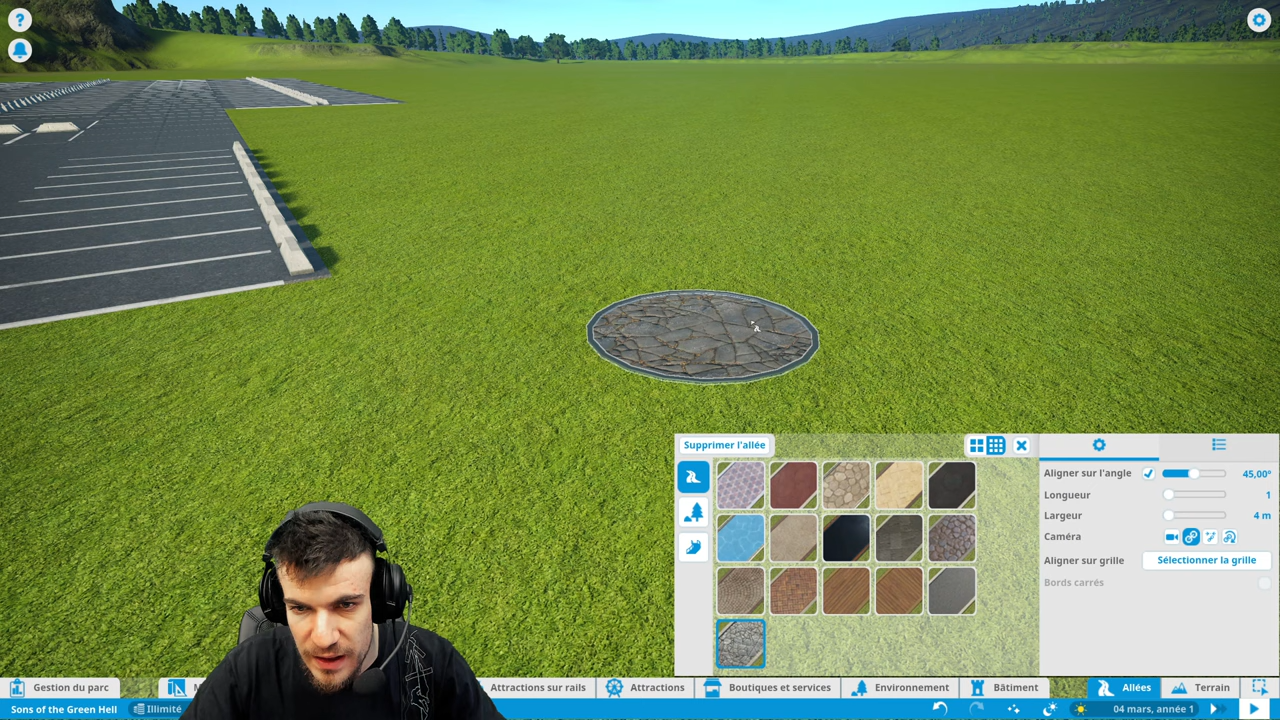 ?
Supprimer l'allée
Aligner sur l'angle 45,00°
Longueur 1
Largeur 4 m
Caméra
Aligner sur grille Sélectionner la grille
Bords carrés
Gestion du parc
Attractions sur rails
Attractions
Boutiques et services
Environnement
Bâtiment
Allées
Terrain
Sons of the Green Hell
Illimité
04 mars, année 1